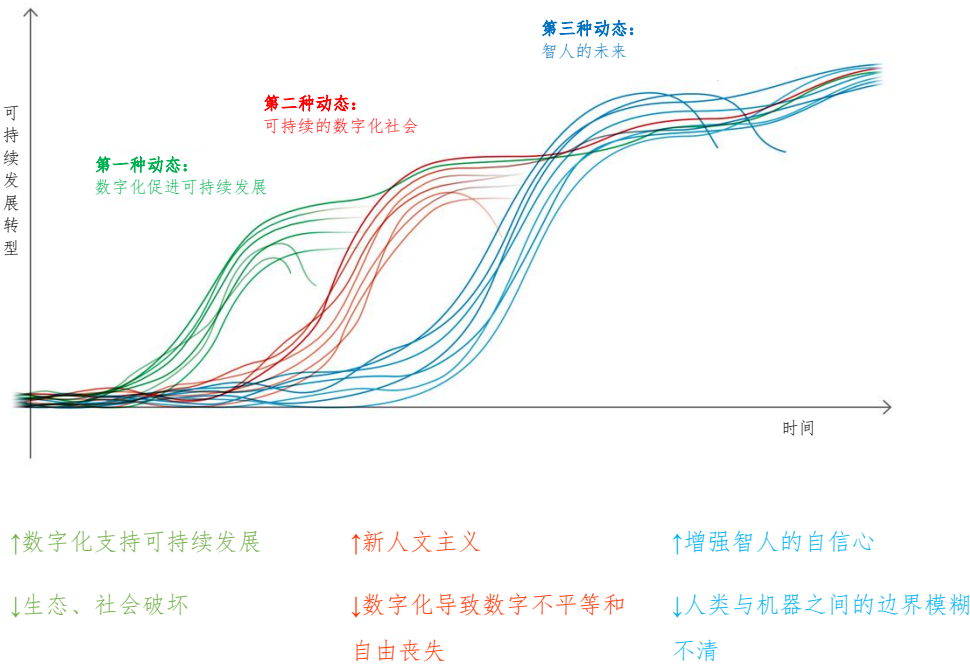 第三种动态：
智人的未来
第二种动态：
可持续的数字化社会
第一种动态：
数字化促进可持续发展
可持续发展转型
时间
↑数字化支持可持续发展
↓生态、社会破坏
↑新人文主义
↓数字化导致数字不平等和
自由丧失
↑增强智人的自信心
↓人类与机器之间的边界模糊
不清